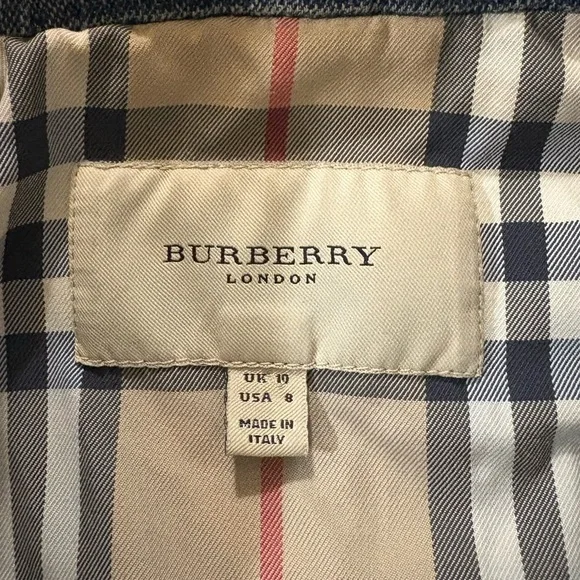 BURBERRY
LONDON
UK 10
USA 8
MADE IN
ITALY